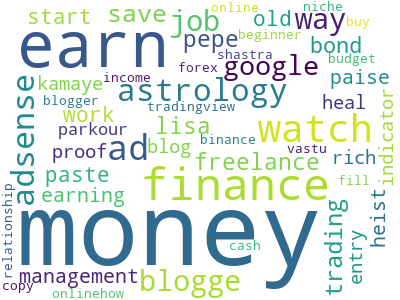 online
niche
start
save
job
old
way
beginner
buy
earn
pepe
shastra
bond
budget
google
kamaye
income
forex
paise
adsense
blogger
tradingview
astrology
heal
indicator
work
parkour
lisa
watch
proof
ad
blog
binance
vastu
rich
paste
freelance
earning
finance
fill
relationship
money
trading
entry
heist
cash
copy
management
blogge
onlinehow